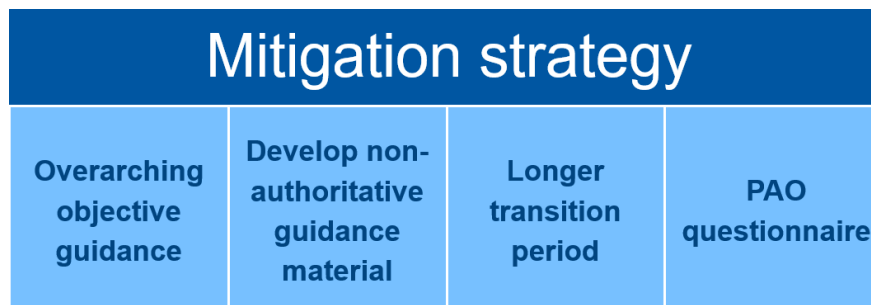 Mitigation strategy
Overarching
objective
guidance
Develop non-
authoritative
guidance
material
Longer
transition
period
PAO
questionnaire